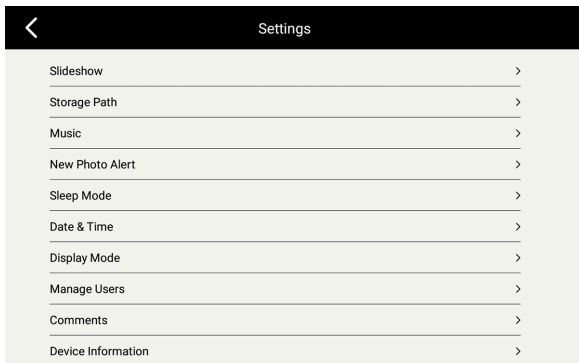 Settings
Slideshow
Storage Path
Music
New Photo Alert
Sleep Mode
Date & Time
Display Mode
Manage Users
Comments
Device Information